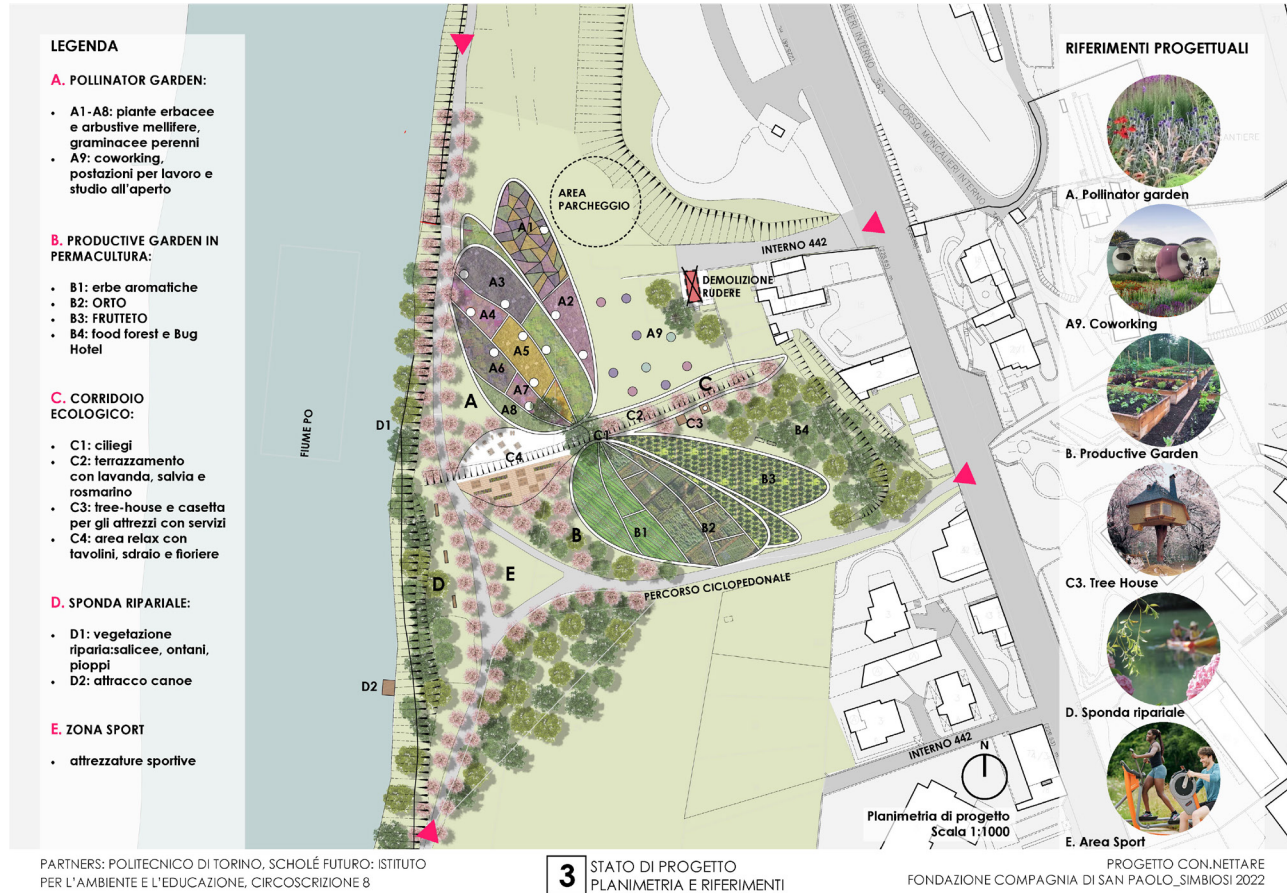 LEGENDA
A. POLLINATOR GARDEN:
• A1-A8: piante erbacee
e arbustive mellifere,
graminacee perenni
• A9: coworking,
postazioni per lavoro e
studio all'aperto
B. PRODUCTIVE GARDEN IN
PERMACULTURA:
• B1: erbe aromatiche
• B2: ORTO
• B3: FRUTTETO
• B4: food forest e Bug
Hotel
C. CORRIDOIO
ECOLOGICO:
• C1: ciliegi
• C2: terrazzamento
con lavanda, salvia e
rosmarino
• C3: tree-house e casetta
per gli attrezzi con servizi
• C4: area relax con
tavolini, sdraio e fioriere
D. SPONDA RIPARIALE:
• D1: vegetazione
riparia:salicee, ontani,
pioppi
• D2: attracco canoe
E. ZONA SPORT
• attrezzature sportive
FIUME PO
AREA
PARCHEGGIO
INTERNO 442
DEMOLIZIONE
RUDERE
CORSO MONCALIERI INTERNO
A1
A2
A3
A4
A5
A6
A7
A8
A9
A
C
C2
C3
C1
C4
B4
B3
B2
B1
B
D1
D
E
D2
PERCORSO CICLOPEDONALE
INTERNO 442
N
Planimetria di progetto
Scala 1:1000
RIFERIMENTI PROGETTUALI
A. Pollinator garden
A9. Coworking
B. Productive Garden
C3. Tree House
D. Sponda ripariale
E. Area Sport
PARTNERS: POLITECNICO DI TORINO, SCHOLÉ FUTURO: ISTITUTO
PER L'AMBIENTE E L'EDUCAZIONE, CIRCOSCRIZIONE 8
3
STATO DI PROGETTO
PLANIMETRIA E RIFERIMENTI
PROGETTO CON.NETTARE
FONDAZIONE COMPAGNIA DI SAN PAOLO_SIMBIOSI 2022